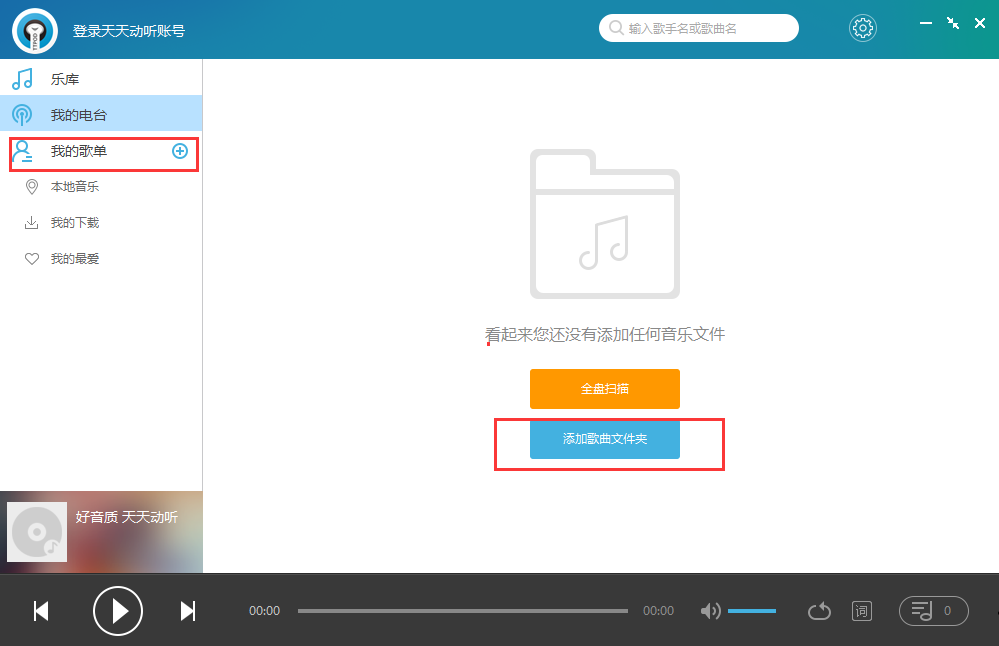 登录天天动听账号
输入歌手名或歌曲名
乐库
我的电台
我的歌单
本地音乐
我的下载
我的最爱
看起来您还没有添加任何音乐文件
全盘扫描
添加歌曲文件夹
好音质 天天动听
00:00
00:00
词
0